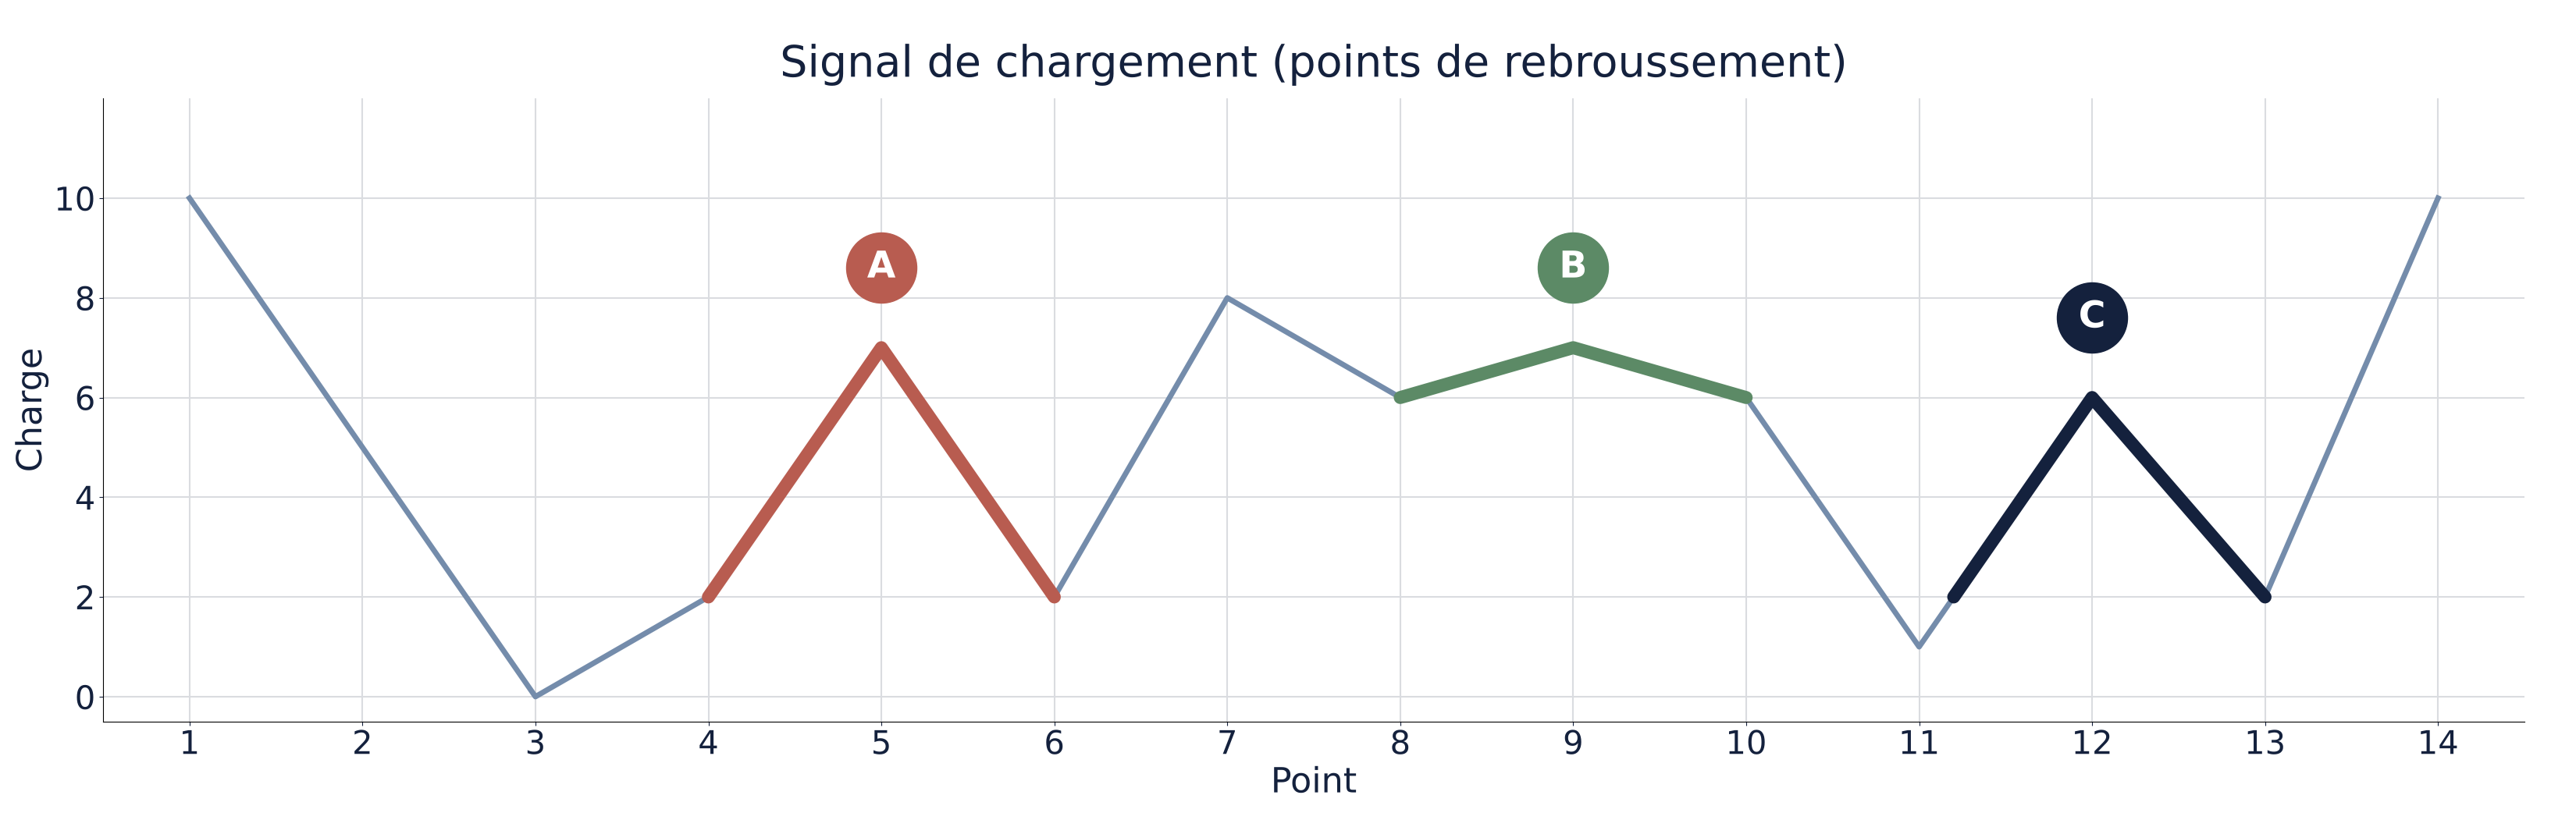 Signal de chargement (points de rebroussement)
10
8
6
4
2
0
Charge
A
B
C
1 2 3 4 5 6 7 8 9 10 11 12 13 14
Point